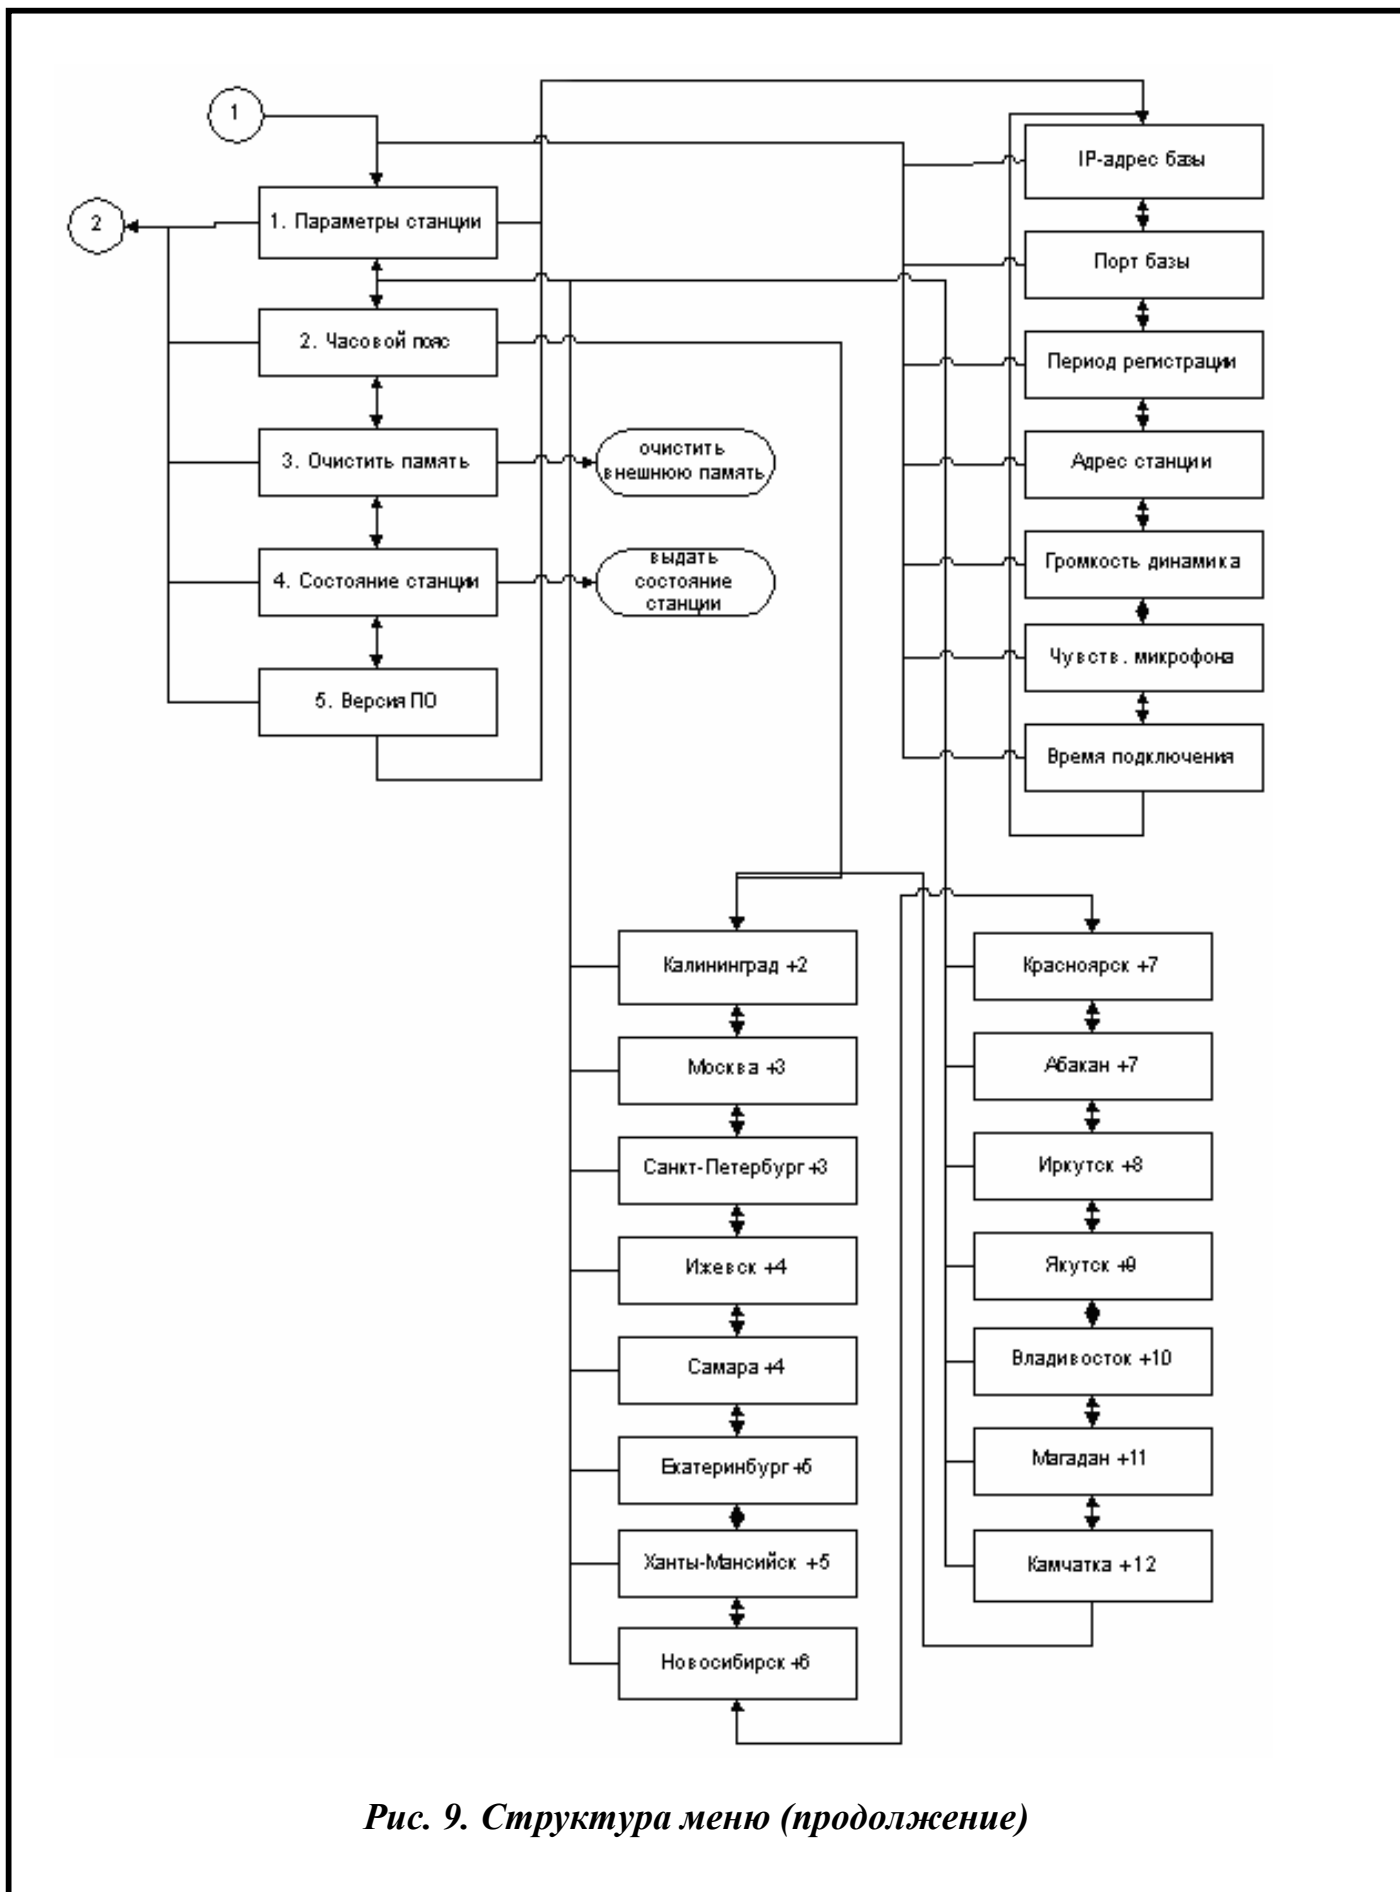 1
2
1. Параметры станции
2. Часовой пояс
3. Очистить память
4. Состояние станции
5. Версия ПО
очистить
внешнюю память
выдать
состояние
станции
IP-адрес базы
Порт базы
Период регистрации
Адрес станции
Громкость динамика
Чувств. микрофона
Время подключения
Калининград +2
Москва +3
Санкт-Петербург +3
Ижевск +4
Самара +4
Екатеринбург +5
Ханты-Мансийск +5
Новосибирск +6
Красноярск +7
Абакан +7
Иркутск +8
Якутск +9
Владивосток +10
Магадан +11
Камчатка +12
Рис. 9. Структура меню (продолжение)